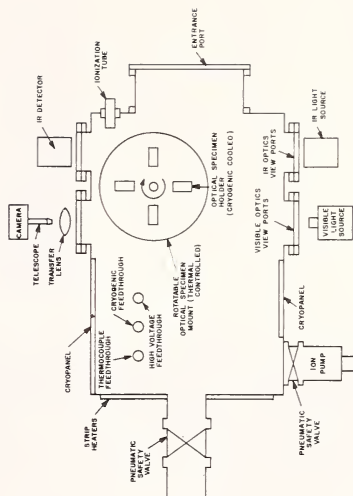 CAMERA
TELESCOPE
TRANSFER
LENS
IR DETECTOR
IONIZATION
TUBE
ENTRANCE
PORT
CRYOPANEL
THERMOCOUPLE
FEEDTHROUGH
CRYOGENIC
FEEDTHROUGH
HIGH VOLTAGE
FEEDTHROUGH
STRIP
HEATERS
PNEUMATIC
SAFETY
VALVE
ROTATABLE
OPTICAL SPECIMEN
MOUNT (THERMAL
CONTROLLED)
OPTICAL SPECIMEN
HOLDER
(CRYOGENIC COOLED)
VISIBLE OPTICS
VIEW PORTS
IR OPTICS
VIEW PORTS
CRYOPANEL
PNEUMATIC
SAFETY
VALVE
ION
PUMP
VISIBLE
LIGHT
SOURCE
IR LIGHT
SOURCE